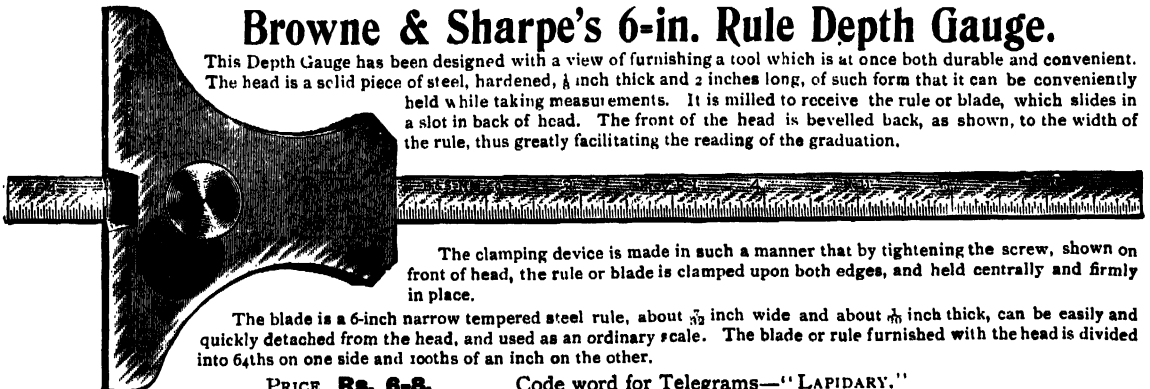 Browne & Sharpe's 6=in. Rule Depth Gauge.
This Depth Gauge has been designed with a view of furnishing a tool which is at once both durable and convenient.
The head is a solid piece of steel, hardened, inch thick and 2 inches long, of such form that it can be conveniently
held while taking measurements. It is milled to receive the rule or blade, which slides in
a slot in back of head. The front of the head is bevelled back, as shown, to the width of
the rule, thus greatly facilitating the reading of the graduation.
The clamping device is made in such a manner that by tightening the screw, shown on
front of head, the rule or blade is clamped upon both edges, and held centrally and firmly
in place.
The blade is a 6-inch narrow tempered steel rule, about inch wide and about inch thick, can be easily and
quickly detached from the head, and used as an ordinary scale. The blade or rule furnished with the head is divided
into 64ths on one side and 100ths of an inch on the other.
PRICE Rs. 6-8. Code word for Telegrams—"LAPIDARY."